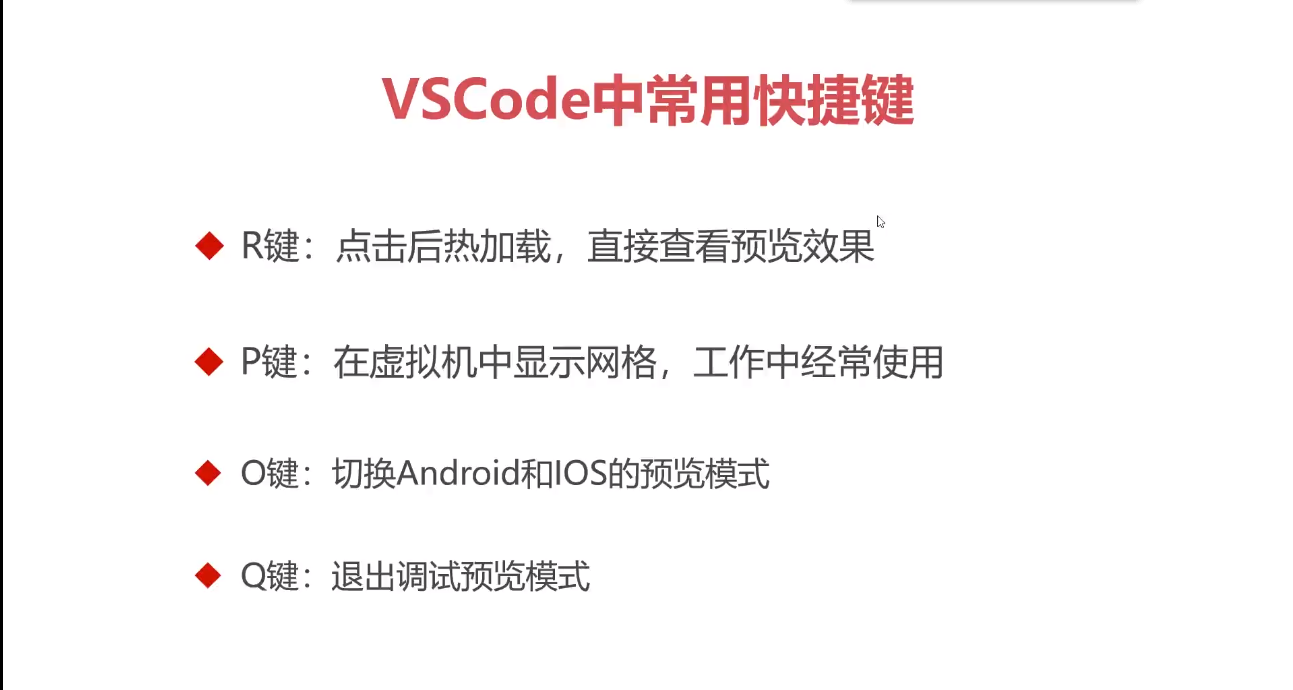 VSCode中常用快捷键
R键：点击后热加载，直接查看预览效果
P键：在虚拟机中显示网格，工作中经常使用
O键：切换Android和IOS的预览模式
Q键：退出调试预览模式